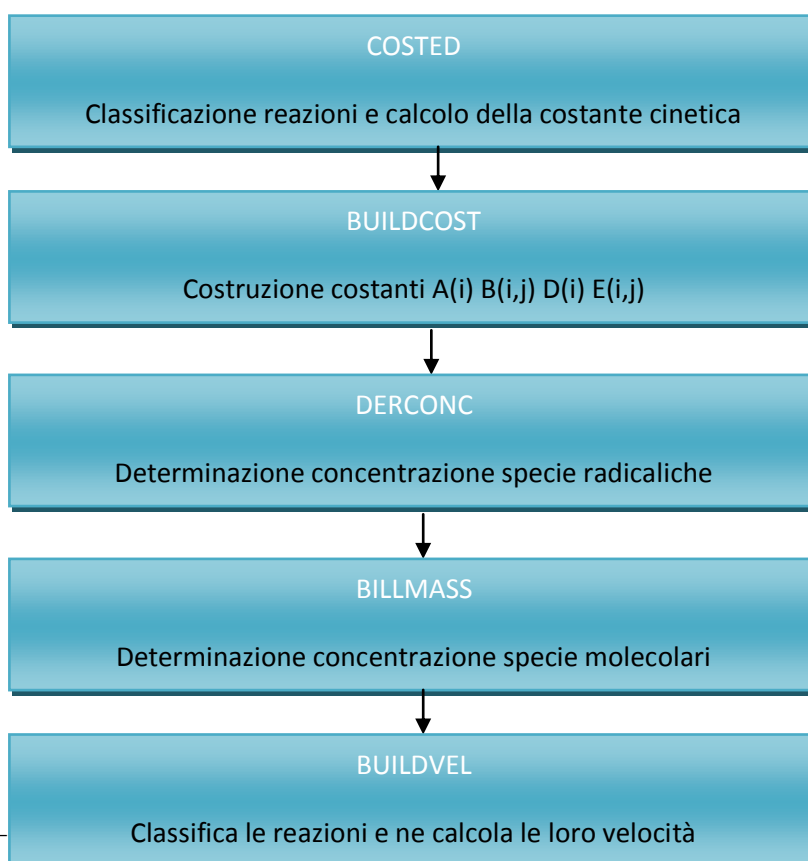 COSTED
Classificazione reazioni e calcolo della costante cinetica
BUILDCOST
Costruzione costanti A(i) B(i,j) D(i) E(i,j)
DERCONC
Determinazione concentrazione specie radicaliche
BILLMASS
Determinazione concentrazione specie molecolari
BUILDVEL
Classifica le reazioni e ne calcola le loro velocità